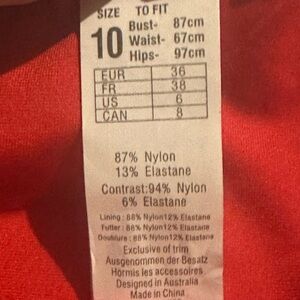 SIZE TO FIT
10 Bust- 87cm
Waist- 67cm
Hips- 97cm
EUR 36
FR 38
US 6
CAN 8
87% Nylon
13% Elastane
Contrast:94% Nylon
6% Elastane
Lining : 88% Nylon12% Elastane
Futter : 88% Nylon12% Elastane
Doublure : 88% Nylon12% Elastane
Exclusive of trim
Ausgenommen der Besatz
Hormis les accessoires
Designed in Australia
Made in China